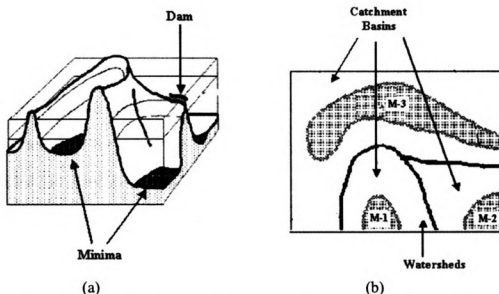 Dam
Minima
(a)
Catchment
Basins
M-3
M-1
M-2
Watersheds
(b)